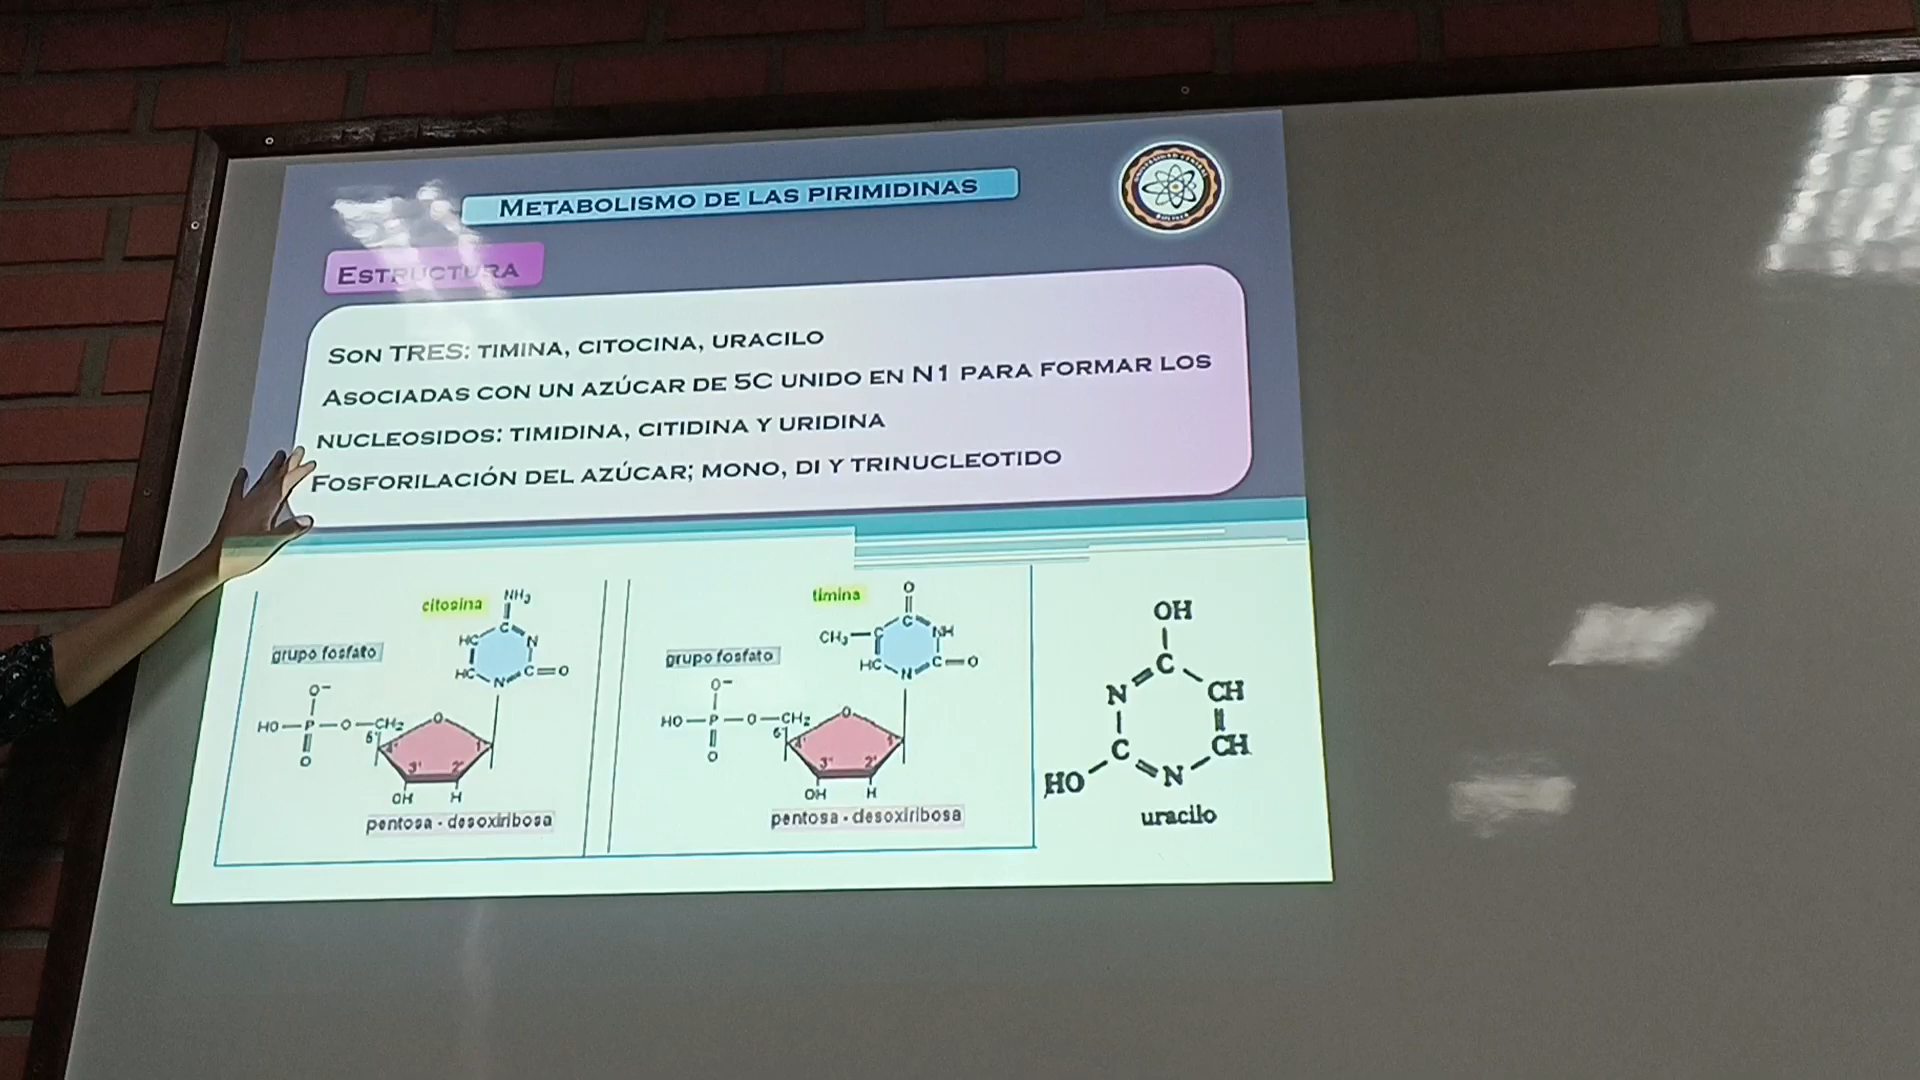 METABOLISMO DE LAS PIRIMIDINAS
ESTRUCTURA
SON TRES: TIMINA, CITOCINA, URACILO
ASOCIADAS CON UN AZÚCAR DE 5C UNIDO EN N1 PARA FORMAR LOS
NUCLEOSIDOS: TIMIDINA, CITIDINA Y URIDINA
FOSFORILACIÓN DEL AZÚCAR; MONO, DI Y TRINUCLEOTIDO
citosina
NH₂
HC C N
HC N C=O
grupo fosfato
O−
HO—P—O—CH₂ O
O
4' 1'
3' 2'
OH H
pentosa - desoxiribosa
timina
O
CH₃—C C NH
HC N C=O
grupo fosfato
O−
HO—P—O—CH₂ O
O
4' 1'
3' 2'
OH H
pentosa - desoxiribosa
OH
C
N CH
C CH
HO N
uracilo